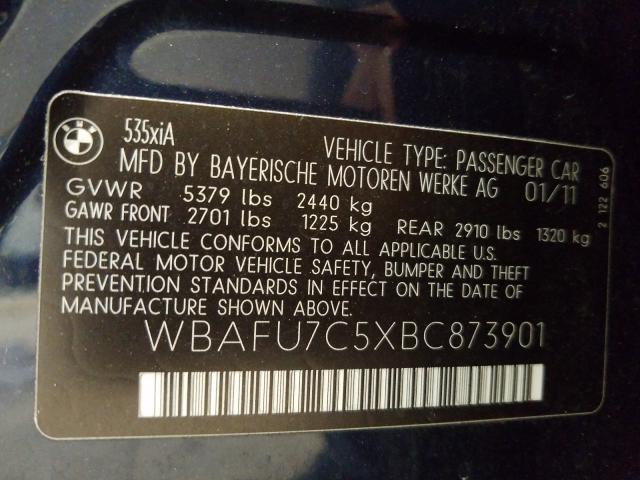 BMW
535xiA
VEHICLE TYPE: PASSENGER CAR
MFD BY BAYERISCHE MOTOREN WERKE AG 01/11
GVWR 5379 lbs 2440 kg
GAWR FRONT 2701 lbs 1225 kg REAR 2910 lbs 1320 kg
THIS VEHICLE CONFORMS TO ALL APPLICABLE U.S.
FEDERAL MOTOR VEHICLE SAFETY, BUMPER AND THEFT
PREVENTION STANDARDS IN EFFECT ON THE DATE OF
MANUFACTURE SHOWN ABOVE.
WBAFU7C5XBC873901
2 122 606